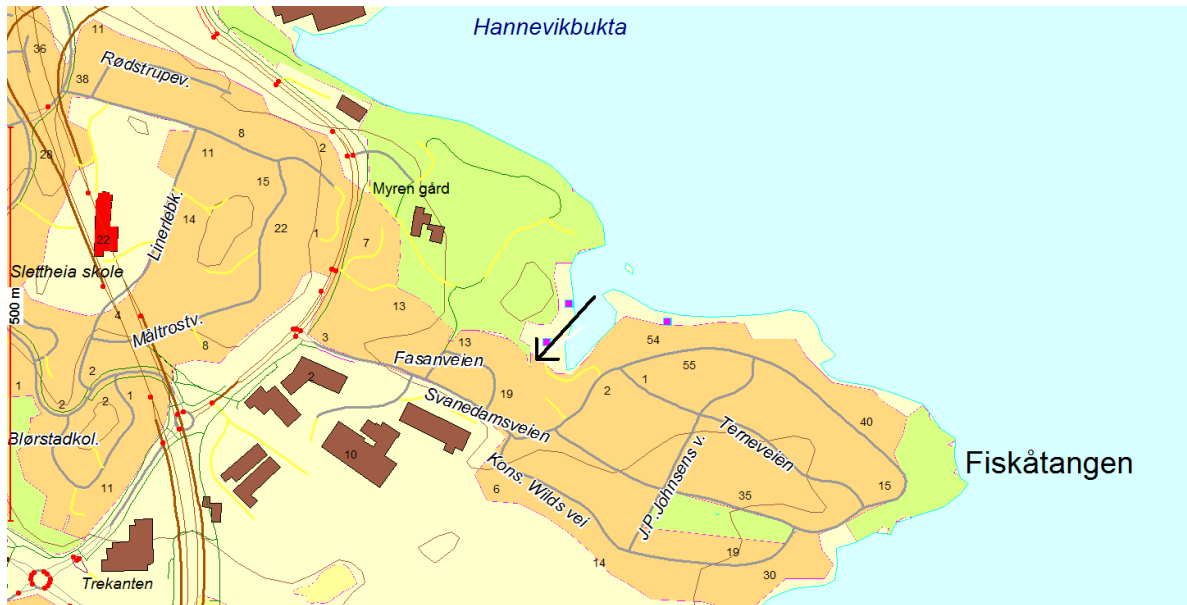 Hannevikbukta
11
36
Rødstrupev.
38
8
2
11
28
15
Myren gård
14
22
1
7
22
Linerlebk.
Slettheia skole
500 m
4
13
Måltrostv.
8
3
13
54
Fasanveien
55
2
1
2
1
2
2
1
19
2
Svanedamsveien
Terneveien
40
Blørstadkol.
10
Kons. Wilds vei
J.P.Johnsens v.
Fiskåtangen
11
6
35
15
14
19
30
Trekanten